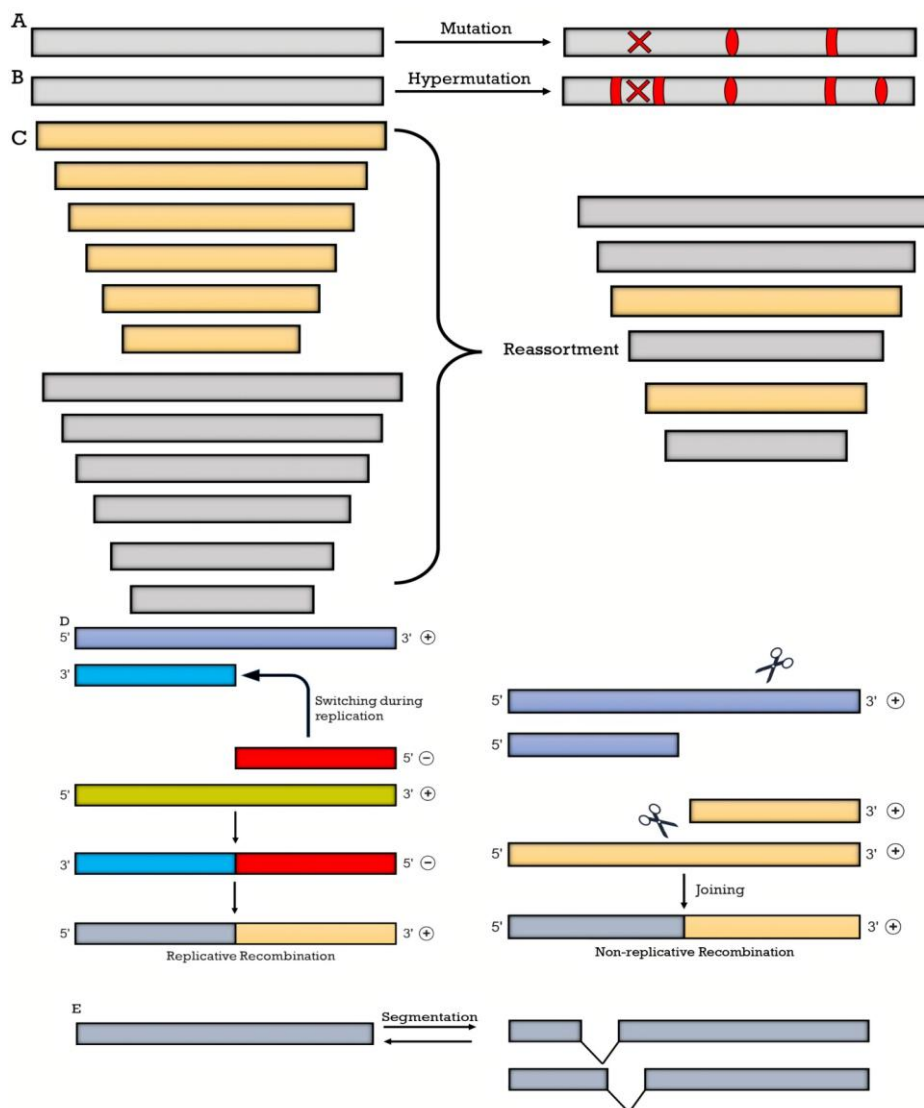 A
Mutation
B
Hypermutation
C
Reassortment
D
5' 3' +
3'
Switching during
replication
5' −
5' 3' +
3' 5' −
5' 3' +
Replicative Recombination
5' 3' +
5'
3' +
5' 3' +
Joining
5' 3' +
Non-replicative Recombination
E
Segmentation